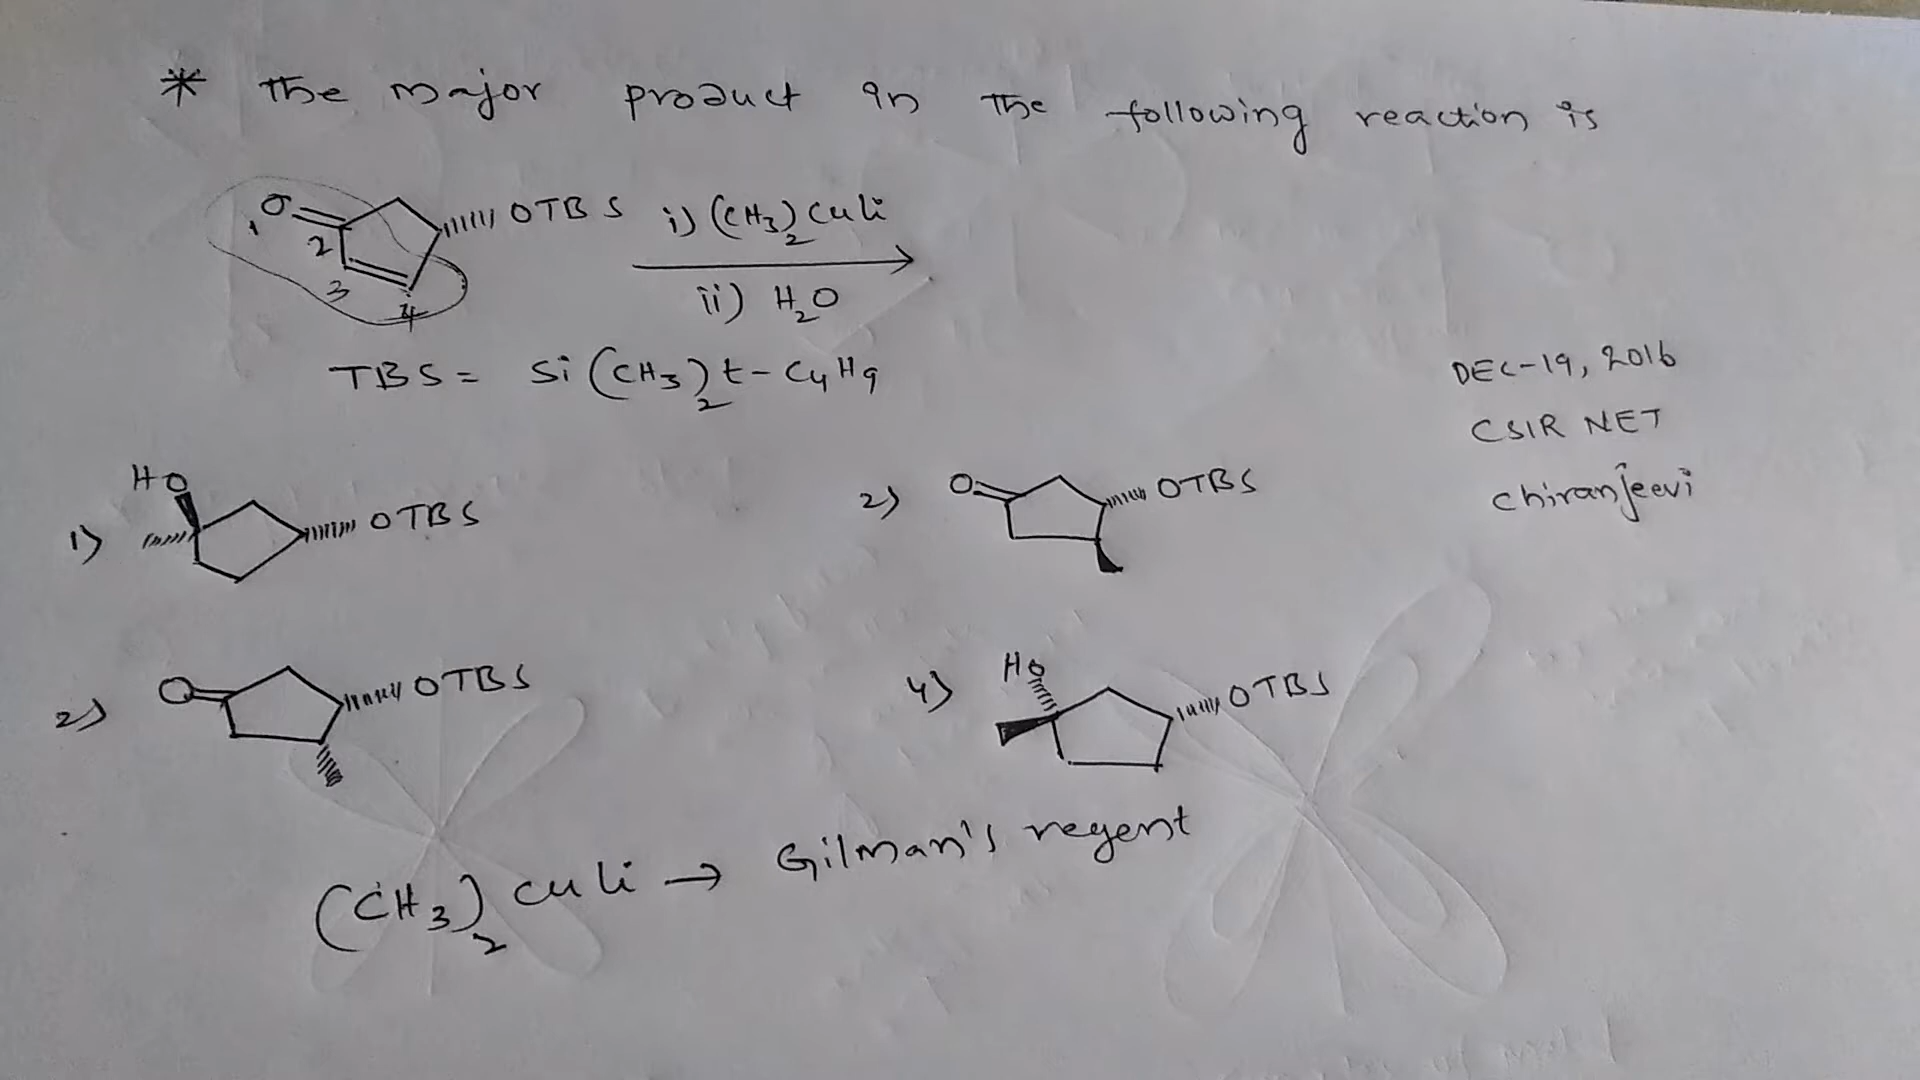 * The major product in the following reaction is
O 1 2 3 4 OTBS i) (CH3)2 CuLi
ii) H2O
TBS = Si (CH3)2 t-C4H9
DEC-19, 2016
CSIR NET
chiranjeevi
1) HO OTBS
2) O OTBS
2) O OTBS
4) HO OTBS
(CH3)2 CuLi → Gilman's regent